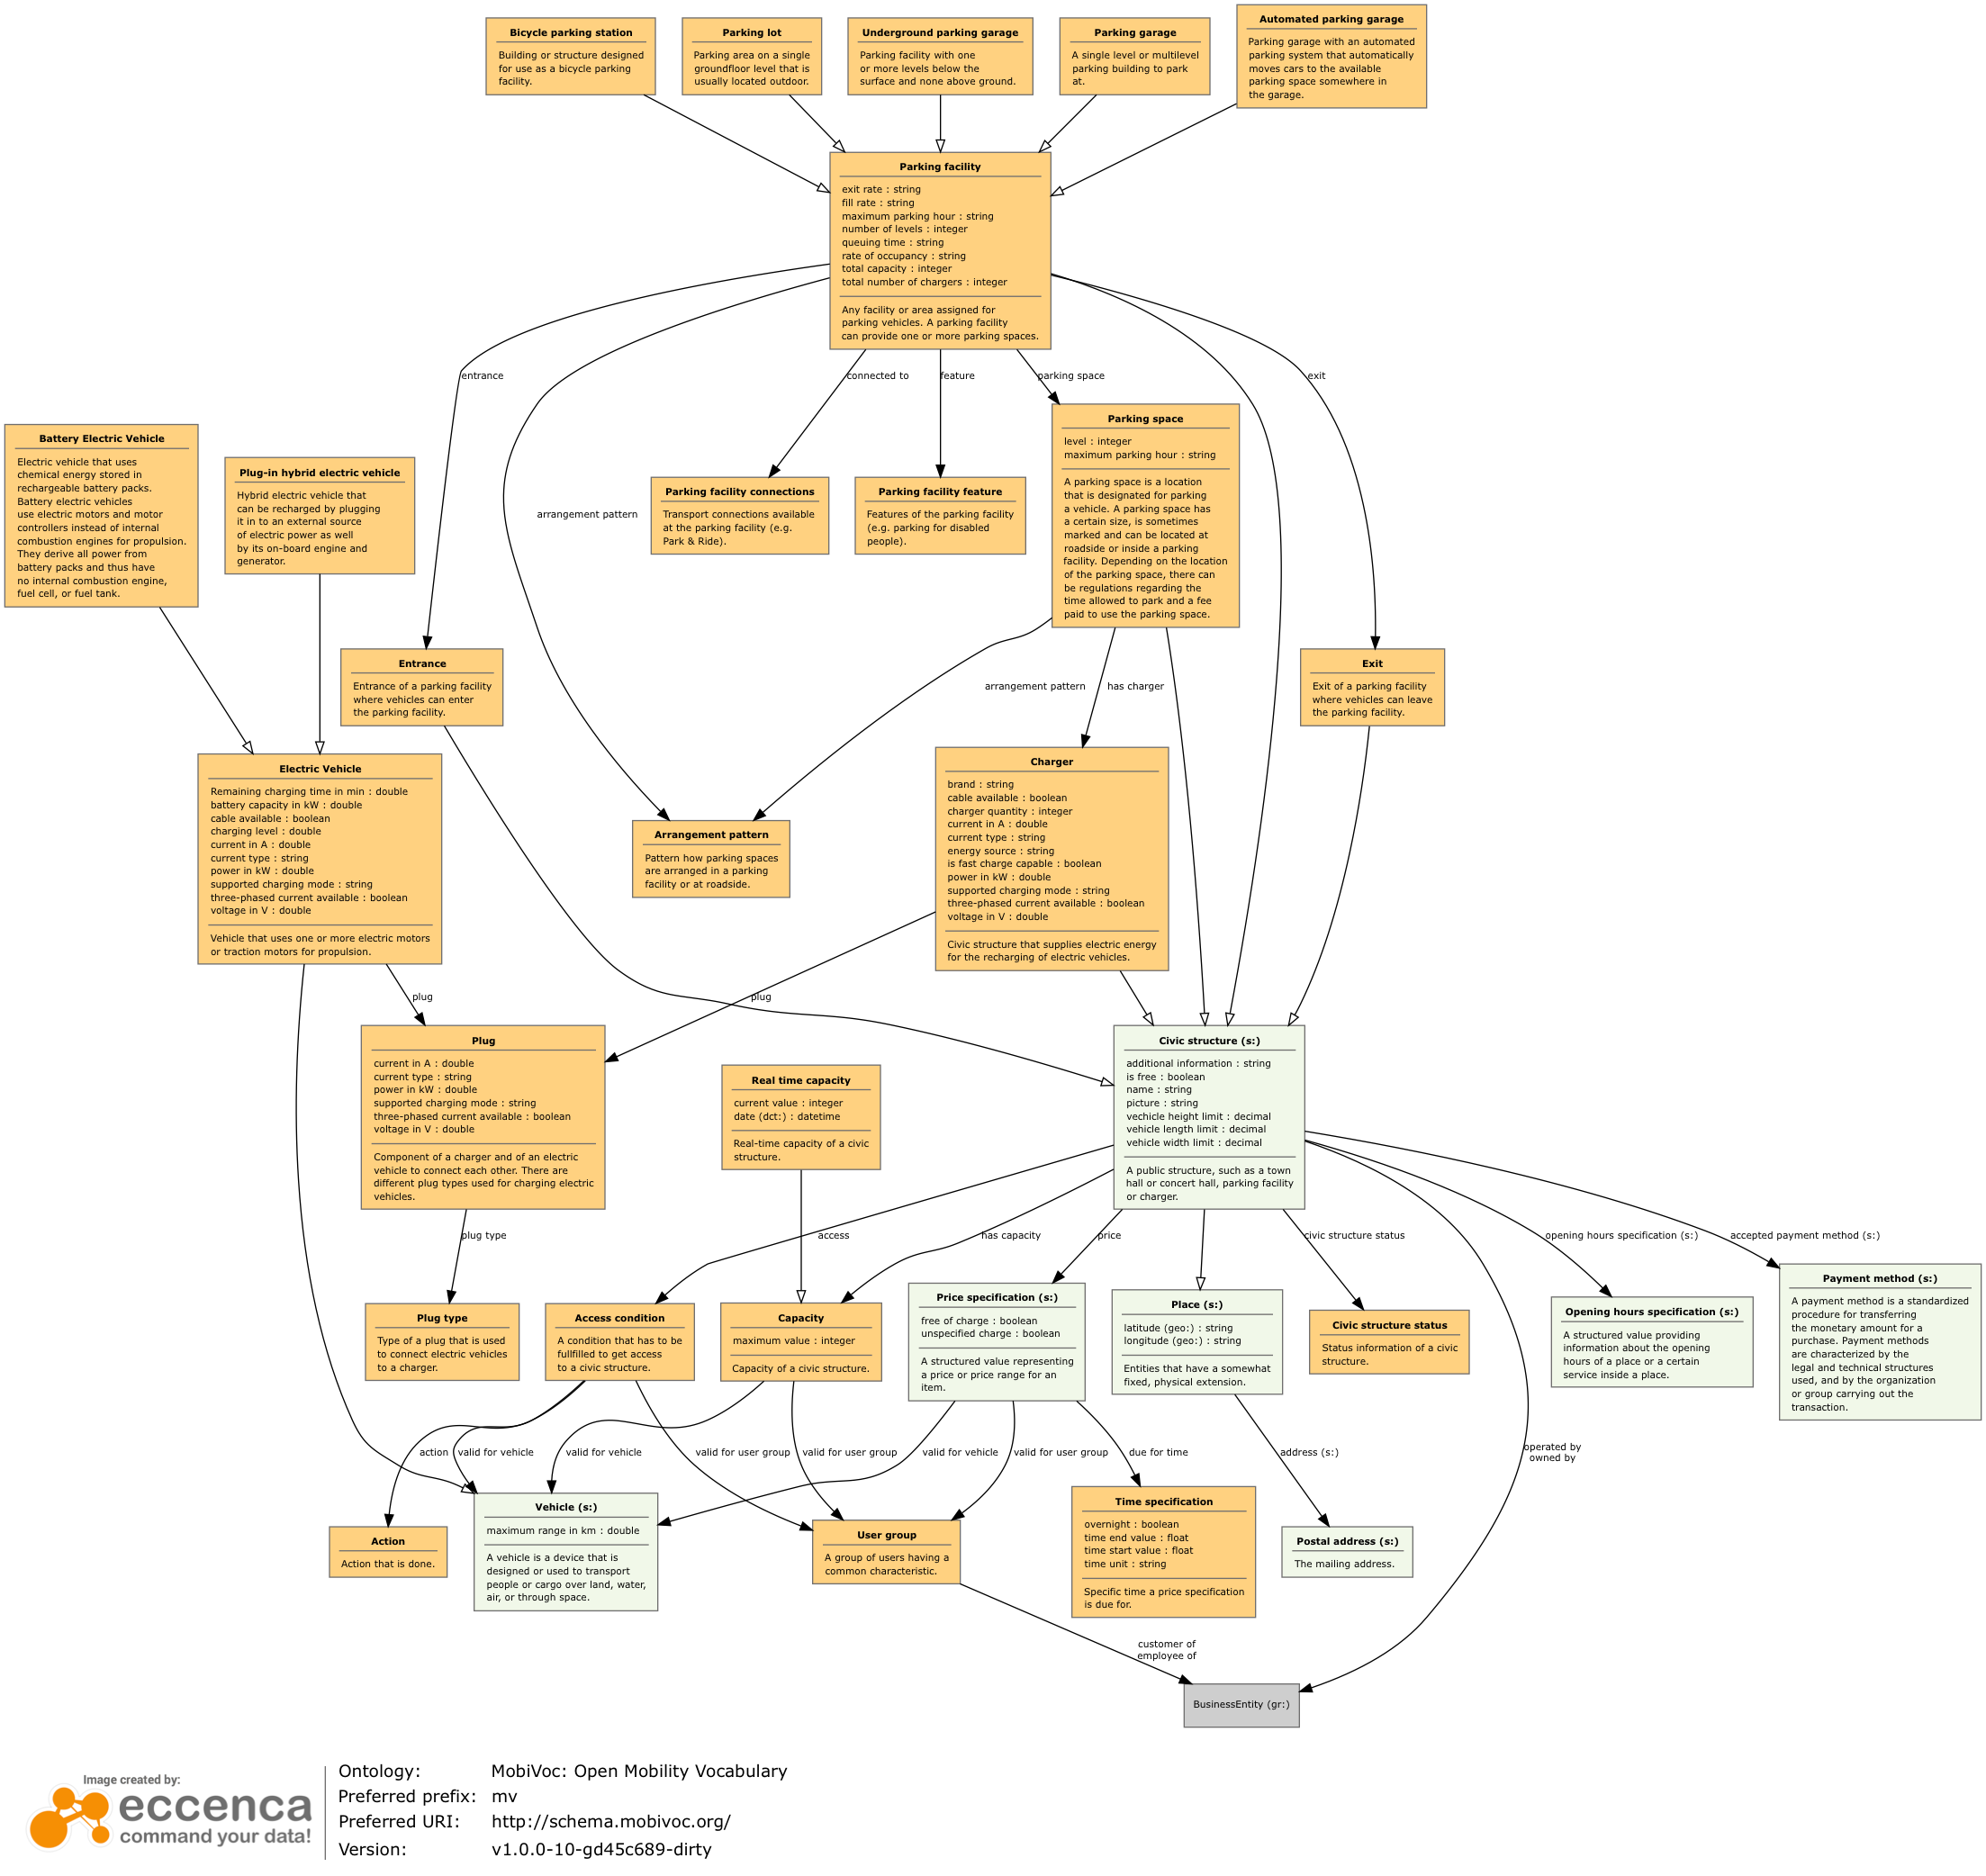 Bicycle parking station
Building or structure designed
for use as a bicycle parking
facility.
Parking lot
Parking area on a single
groundfloor level that is
usually located outdoor.
Underground parking garage
Parking facility with one
or more levels below the
surface and none above ground.
Parking garage
A single level or multilevel
parking building to park
at.
Automated parking garage
Parking garage with an automated
parking system that automatically
moves cars to the available
parking space somewhere in
the garage.
Parking facility
exit rate : string
fill rate : string
maximum parking hour : string
number of levels : integer
queuing time : string
rate of occupancy : string
total capacity : integer
total number of chargers : integer
Any facility or area assigned for
parking vehicles. A parking facility
can provide one or more parking spaces.
entrance
connected to
feature
parking space
exit
Battery Electric Vehicle
Electric vehicle that uses
chemical energy stored in
rechargeable battery packs.
Battery electric vehicles
use electric motors and motor
controllers instead of internal
combustion engines for propulsion.
They derive all power from
battery packs and thus have
no internal combustion engine,
fuel cell, or fuel tank.
Plug-in hybrid electric vehicle
Hybrid electric vehicle that
can be recharged by plugging
it in to an external source
of electric power as well
by its on-board engine and
generator.
arrangement pattern
Parking facility connections
Transport connections available
at the parking facility (e.g.
Park & Ride).
Parking facility feature
Features of the parking facility
(e.g. parking for disabled
people).
Parking space
level : integer
maximum parking hour : string
A parking space is a location
that is designated for parking
a vehicle. A parking space has
a certain size, is sometimes
marked and can be located at
roadside or inside a parking
facility. Depending on the location
of the parking space, there can
be regulations regarding the
time allowed to park and a fee
paid to use the parking space.
Entrance
Entrance of a parking facility
where vehicles can enter
the parking facility.
arrangement pattern
has charger
Exit
Exit of a parking facility
where vehicles can leave
the parking facility.
Electric Vehicle
Remaining charging time in min : double
battery capacity in kW : double
cable available : boolean
charging level : double
current in A : double
current type : string
power in kW : double
supported charging mode : string
three-phased current available : boolean
voltage in V : double
Vehicle that uses one or more electric motors
or traction motors for propulsion.
Arrangement pattern
Pattern how parking spaces
are arranged in a parking
facility or at roadside.
Charger
brand : string
cable available : boolean
charger quantity : integer
current in A : double
current type : string
energy source : string
is fast charge capable : boolean
power in kW : double
supported charging mode : string
three-phased current available : boolean
voltage in V : double
Civic structure that supplies electric energy
for the recharging of electric vehicles.
plug
plug
Plug
current in A : double
current type : string
power in kW : double
supported charging mode : string
three-phased current available : boolean
voltage in V : double
Component of a charger and of an electric
vehicle to connect each other. There are
different plug types used for charging electric
vehicles.
Real time capacity
current value : integer
date (dct:) : datetime
Real-time capacity of a civic
structure.
Civic structure (s:)
additional information : string
is free : boolean
name : string
picture : string
vechicle height limit : decimal
vehicle length limit : decimal
vehicle width limit : decimal
A public structure, such as a town
hall or concert hall, parking facility
or charger.
plug type
access
has capacity
price
civic structure status
opening hours specification (s:)
accepted payment method (s:)
Plug type
Type of a plug that is used
to connect electric vehicles
to a charger.
Access condition
A condition that has to be
fullfilled to get access
to a civic structure.
Capacity
maximum value : integer
Capacity of a civic structure.
Price specification (s:)
free of charge : boolean
unspecified charge : boolean
A structured value representing
a price or price range for an
item.
Place (s:)
latitude (geo:) : string
longitude (geo:) : string
Entities that have a somewhat
fixed, physical extension.
Civic structure status
Status information of a civic
structure.
Opening hours specification (s:)
A structured value providing
information about the opening
hours of a place or a certain
service inside a place.
Payment method (s:)
A payment method is a standardized
procedure for transferring
the monetary amount for a
purchase. Payment methods
are characterized by the
legal and technical structures
used, and by the organization
or group carrying out the
transaction.
action
valid for vehicle
valid for vehicle
valid for user group
valid for user group
valid for vehicle
valid for user group
due for time
address (s:)
operated by
owned by
Action
Action that is done.
Vehicle (s:)
maximum range in km : double
A vehicle is a device that is
designed or used to transport
people or cargo over land, water,
air, or through space.
User group
A group of users having a
common characteristic.
Time specification
overnight : boolean
time end value : float
time start value : float
time unit : string
Specific time a price specification
is due for.
Postal address (s:)
The mailing address.
customer of
employee of
BusinessEntity (gr:)
Image created by:
eccenca
command your data!
Ontology: MobiVoc: Open Mobility Vocabulary
Preferred prefix: mv
Preferred URI: http://schema.mobivoc.org/
Version: v1.0.0-10-gd45c689-dirty